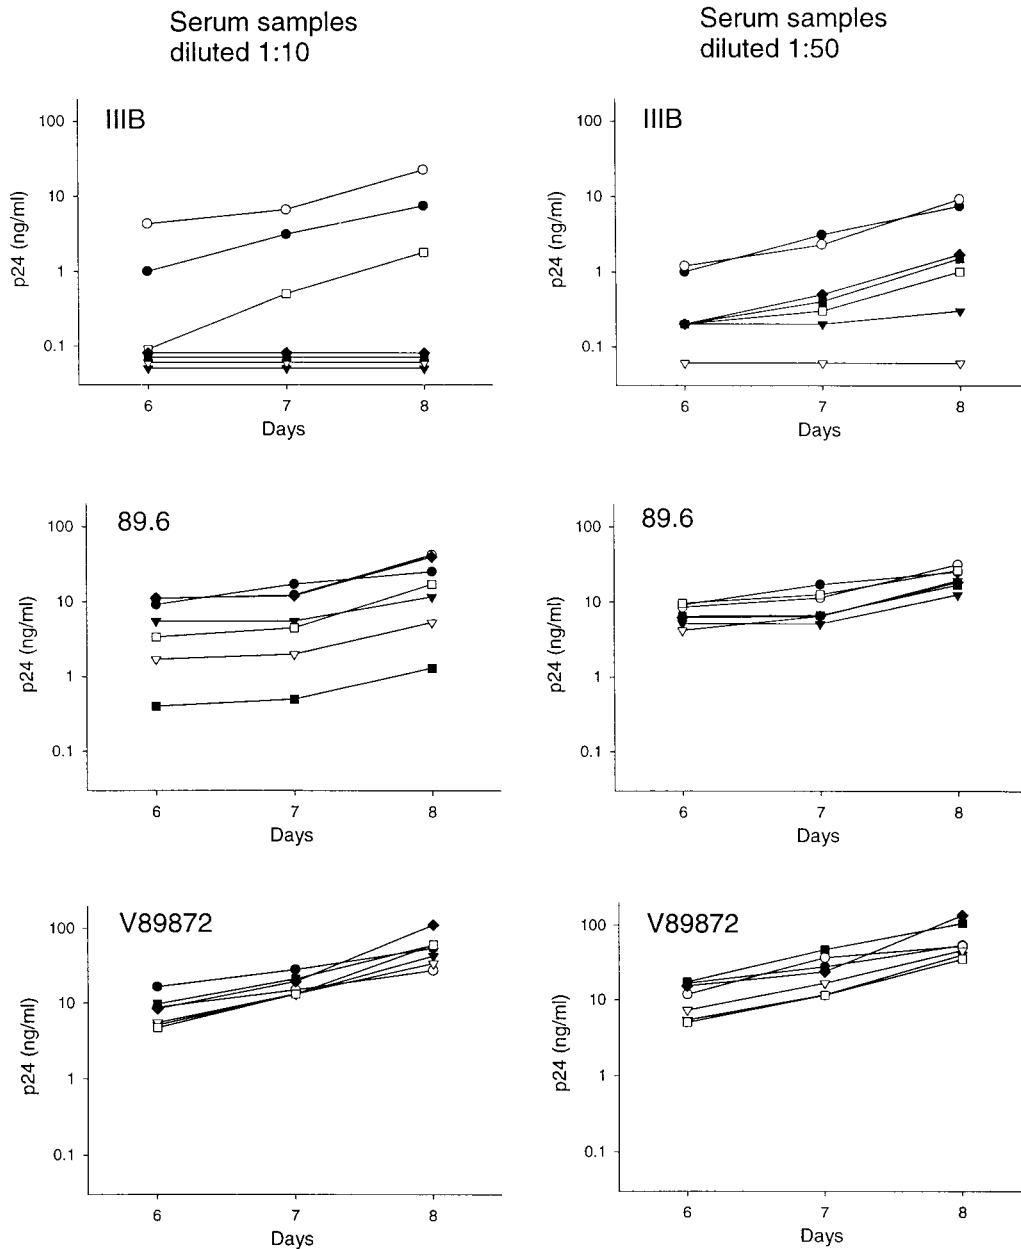 Serum samples
diluted 1:10
Serum samples
diluted 1:50
IIIB
100
10
1
0.1
p24 (ng/ml)
6 7 8
Days
IIIB
100
10
1
0.1
p24 (ng/ml)
6 7 8
Days
89.6
100
10
1
0.1
p24 (ng/ml)
6 7 8
Days
89.6
100
10
1
0.1
p24 (ng/ml)
6 7 8
Days
V89872
100
10
1
0.1
p24 (ng/ml)
6 7 8
Days
V89872
100
10
1
0.1
p24 (ng/ml)
6 7 8
Days